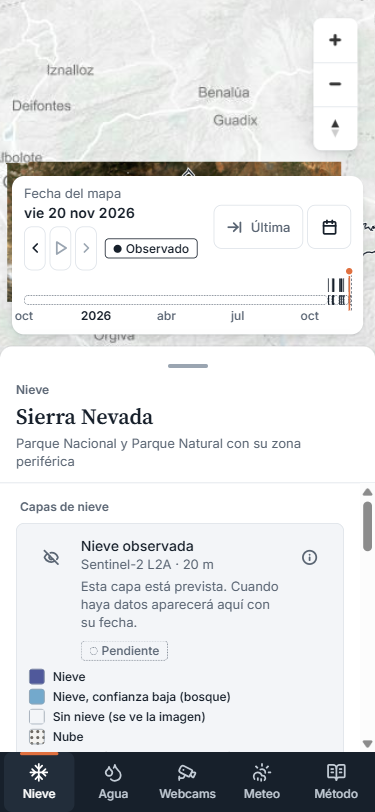 Iznalloz
Benalúa
Deifontes
Guadix
lbolote
Fecha del mapa
vie 20 nov 2026
Última
Observado
oct
2026
abr
jul
oct
Nieve
Sierra Nevada
Parque Nacional y Parque Natural con su zona
periférica
Capas de nieve
Nieve observada
Sentinel-2 L2A · 20 m
Esta capa está prevista. Cuando
haya datos aparecerá aquí con
su fecha.
Pendiente
Nieve
Nieve, confianza baja (bosque)
Sin nieve (se ve la imagen)
Nube
Nieve
Agua
Webcams
Meteo
Método